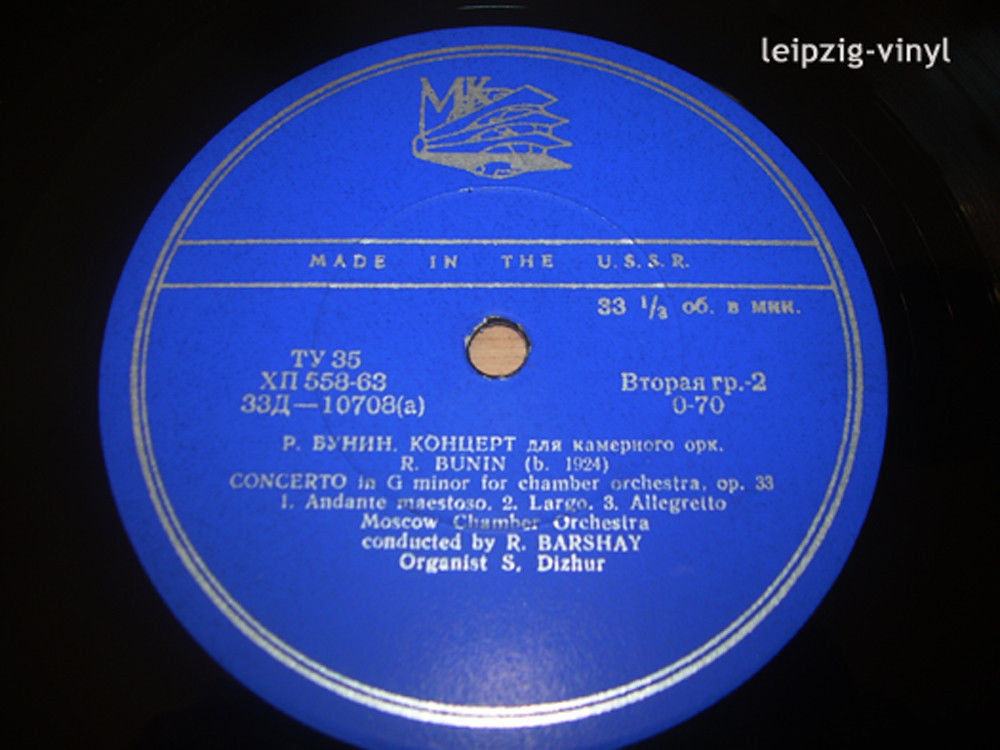 leipzig-vinyl
МК
MADE IN THE U.S.S.R.
33 1/3 об. в мин.
ТУ 35
ХП 558-63
33Д—10708(а)
Вторая гр.-2
0-70
Р. БУНИН. КОНЦЕРТ для камерного орк.
R. BUNIN (b. 1924)
CONCERTO in G minor for chamber orchestra, op. 33
1. Andante maestoso. 2. Largo. 3. Allegretto
Moscow Chamber Orchestra
conducted by R. BARSHAY
Organist S. Dizhur